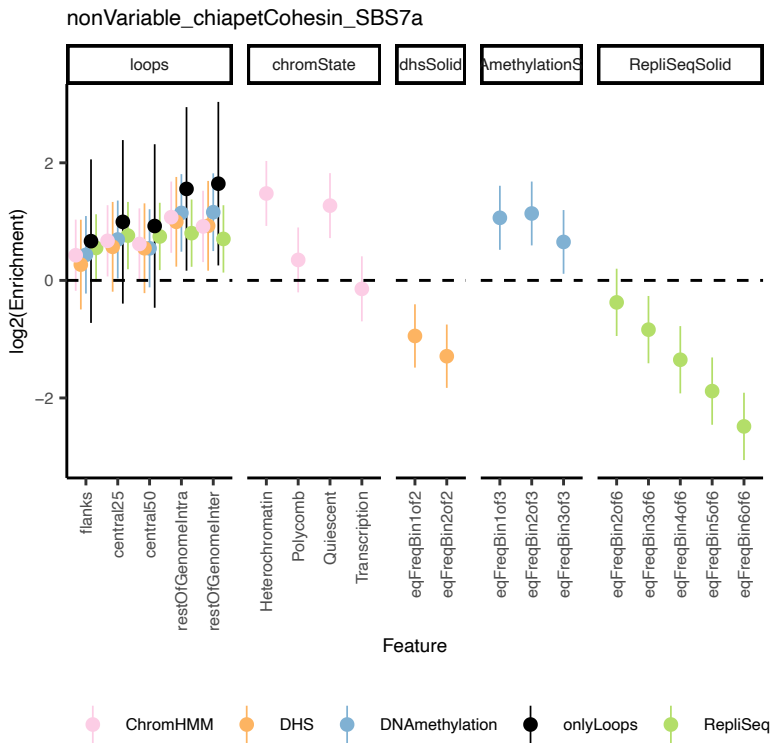 nonVariable_chiapetCohesin_SBS7a
loops
chromState
dhsSolid
AmethylationS
RepliSeqSolid
log2(Enrichment)
2
0
−2
flanks
central25
central50
restOfGenomeIntra
restOfGenomeInter
Heterochromatin
Polycomb
Quiescent
Transcription
eqFreqBin1of2
eqFreqBin2of2
eqFreqBin1of3
eqFreqBin2of3
eqFreqBin3of3
eqFreqBin2of6
eqFreqBin3of6
eqFreqBin4of6
eqFreqBin5of6
eqFreqBin6of6
Feature
ChromHMM DHS DNAmethylation onlyLoops RepliSeq